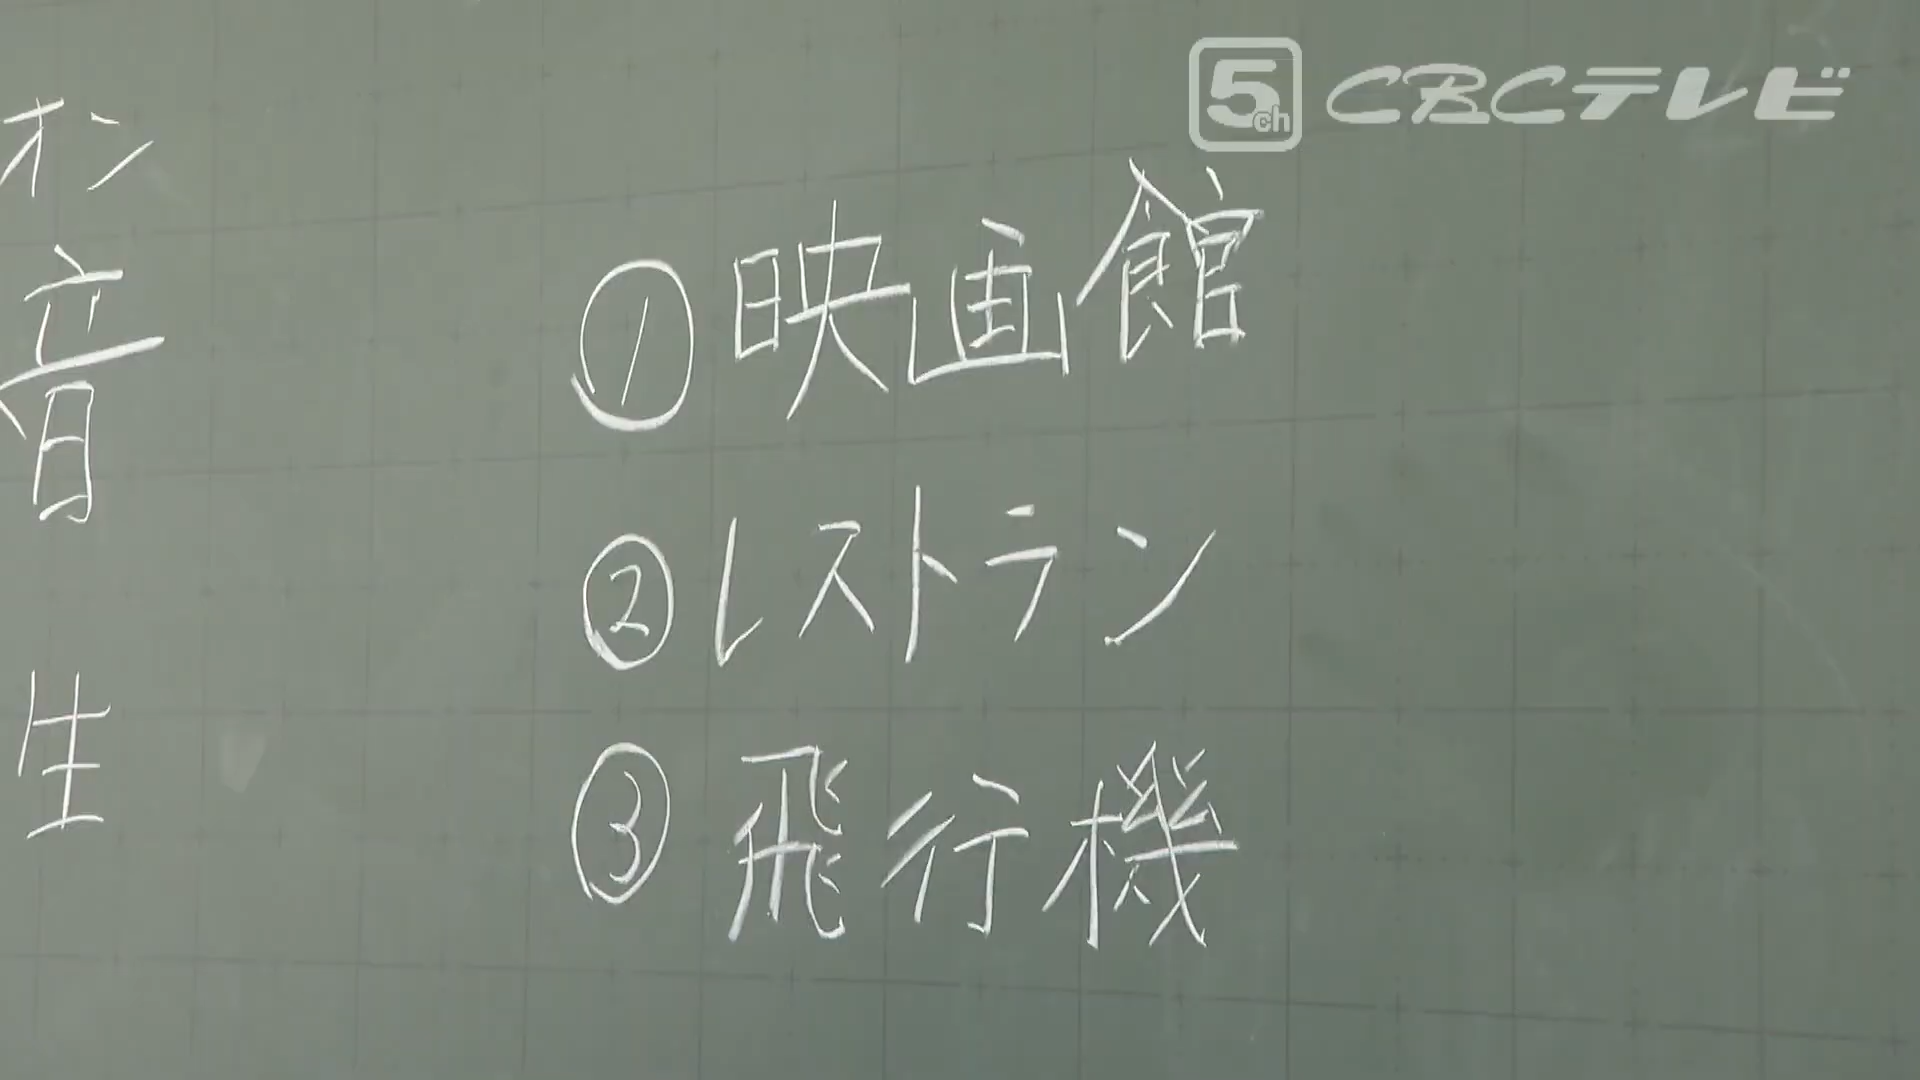 5ch CBCテレビ
オン
音
生
①映画館
②レストラン
③飛行機